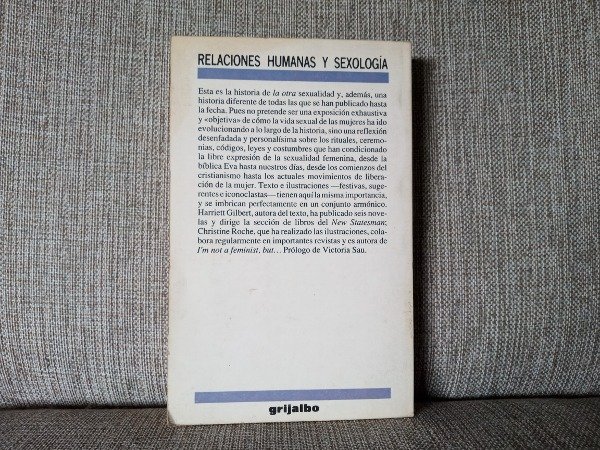 RELACIONES HUMANAS Y SEXOLOGÍA
Esta es la historia de la otra sexualidad y, además, una
historia diferente de todas las que se han publicado hasta
la fecha. Pues no pretende ser una exposición exhaustiva
y «objetiva» de cómo la vida sexual de las mujeres ha ido
evolucionando a lo largo de la historia, sino una reflexión
desenfadada y personalísima sobre los rituales, ceremo-
nias, códigos, leyes y costumbres que han condicionado
la libre expresión de la sexualidad femenina, desde la
bíblica Eva hasta nuestros días, desde los comienzos del
cristianismo hasta los actuales movimientos de libera-
ción de la mujer. Texto e ilustraciones —festivas, suge-
rentes e iconoclastas— tienen aquí la misma importancia,
y se imbrican perfectamente en un conjunto armónico.
Harriett Gilbert, autora del texto, ha publicado seis nove-
las y dirige la sección de libros del New Statesman;
Christine Roche, que ha realizado las ilustraciones, cola-
bora regularmente en importantes revistas y es autora de
I'm not a feminist, but... Prólogo de Victoria Sau.
grijalbo